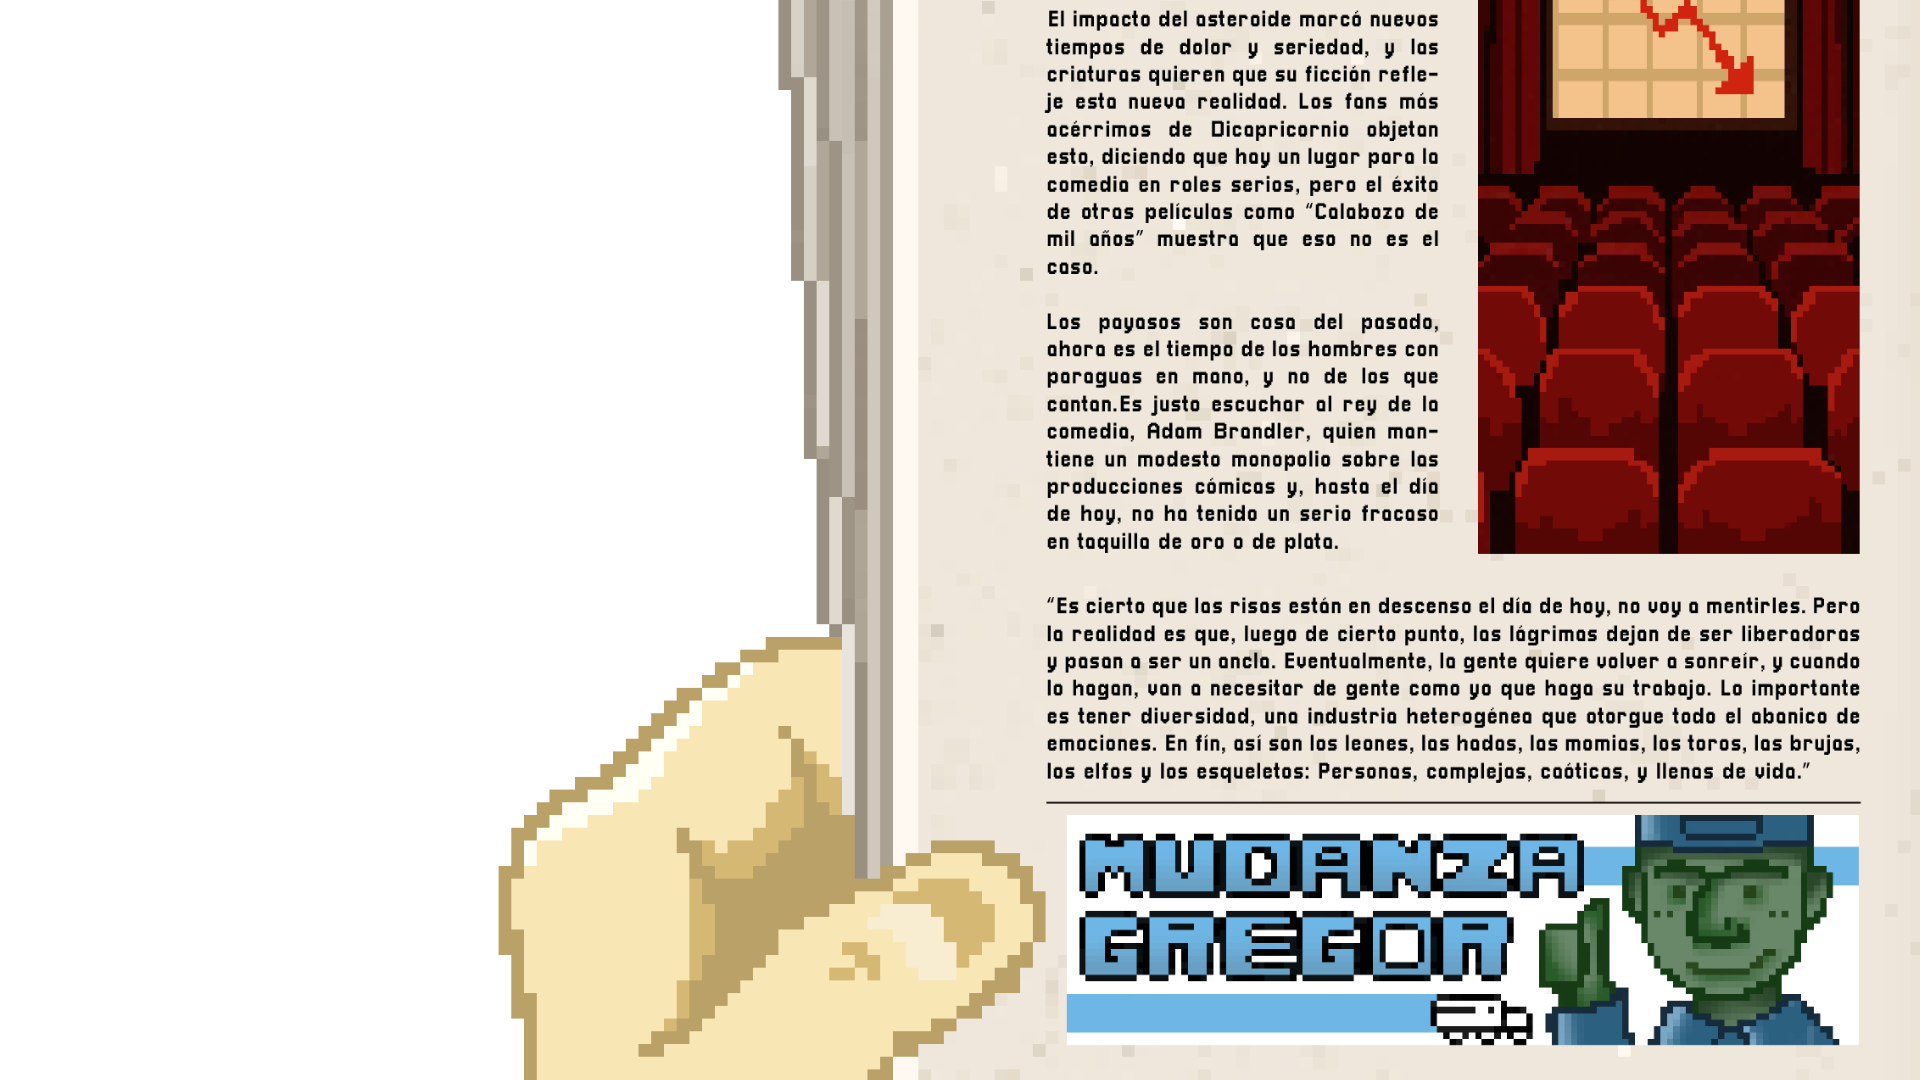 El impacto del asteroide marcó nuevos
tiempos de dolor y seriedad, y las
criaturas quieren que su ficción refle-
je esta nueva realidad. Los fans más
acérrimos de Dicapricornio objetan
esto, diciendo que hay un lugar para la
comedia en roles serios, pero el éxito
de otras películas como “Calabozo de
mil años” muestra que eso no es el
caso.
Los payasos son cosa del pasado,
ahora es el tiempo de los hombres con
paraguas en mano, y no de los que
cantan.Es justo escuchar al rey de la
comedia, Adam Brandler, quien man-
tiene un modesto monopolio sobre las
producciones cómicas y, hasta el día
de hoy, no ha tenido un serio fracaso
en taquilla de oro o de plata.
“Es cierto que las risas están en descenso el día de hoy, no voy a mentirles. Pero
la realidad es que, luego de cierto punto, las lágrimas dejan de ser liberadoras
y pasan a ser un ancla. Eventualmente, la gente quiere volver a sonreír, y cuando
lo hagan, van a necesitar de gente como yo que haga su trabajo. Lo importante
es tener diversidad, una industria heterogénea que otorgue todo el abanico de
emociones. En fín, así son los leones, las hadas, las momias, los toros, las brujas,
los elfos y los esqueletos: Personas, complejas, caóticas, y llenas de vida.”
MUDANZA
GREGOR